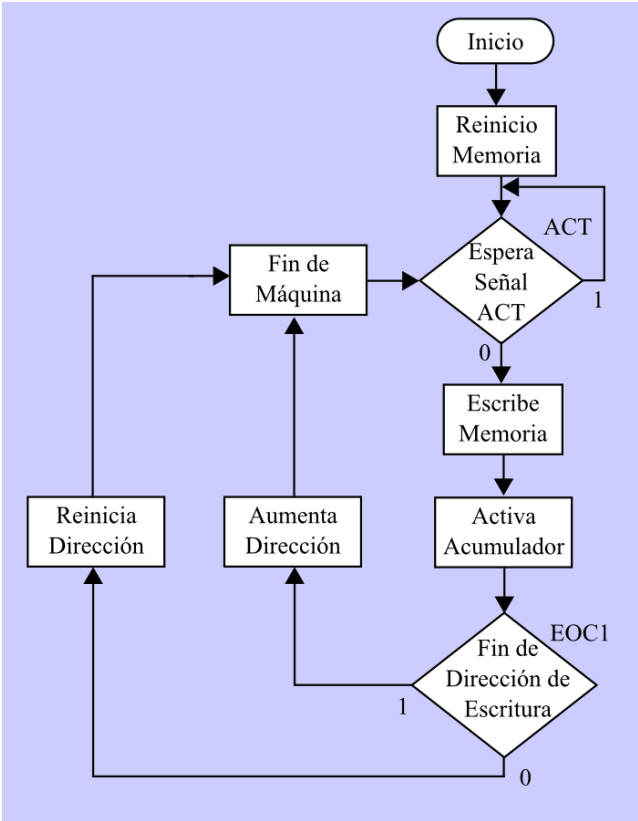 Inicio
Reinicio
Memoria
ACT
Espera
Señal
ACT
1
0
Fin de
Máquina
Escribe
Memoria
Reinicia
Dirección
Aumenta
Dirección
Activa
Acumulador
EOC1
Fin de
Dirección de
Escritura
1
0